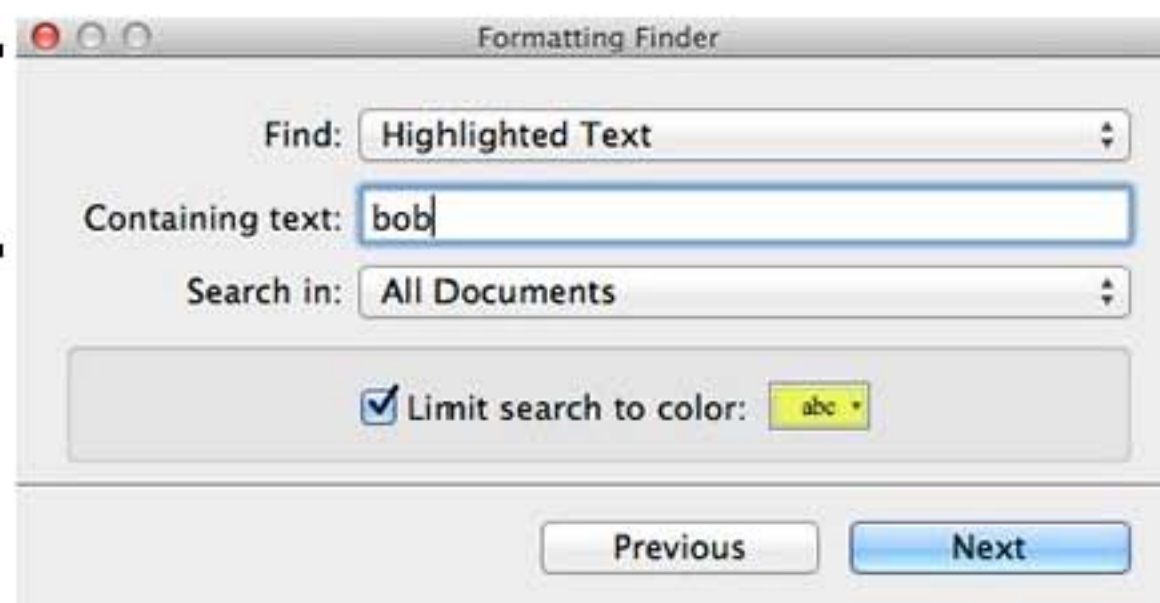 Formatting Finder
Find: Highlighted Text
Containing text: bob
Search in: All Documents
Limit search to color: abc
Previous Next